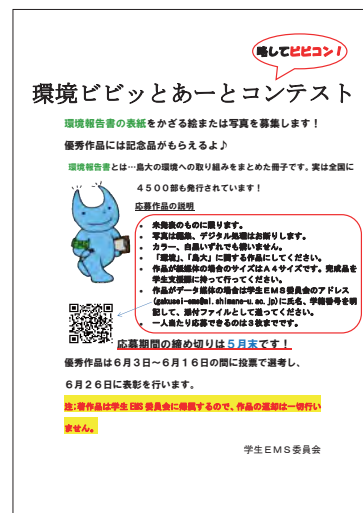 略してビビコン！
環境ビビッとあーとコンテスト
環境報告書の表紙をかざる絵または写真を募集します！
優秀作品には記念品がもらえるよ♪
環境報告書とは…島大の環境への取り組みをまとめた冊子です。実は全国に
４５００部も発行されています！
応募作品の説明
• 未発表のものに限ります。
• 写真は編集、デジタル処理はお断りします。
• カラー、白黒いずれでも構いません。
• 「環境」、「島大」に関する作品にしてください。
• 作品が紙媒体の場合のサイズはＡ４サイズです。完成品を
学生支援課に持って行ってください。
• 作品がデータ媒体の場合は学生ＥＭＳ委員会のアドレス
(gakusei-ems@ml.shimane-u.ac.jp)に氏名、学籍番号を明
記して、添付ファイルとして送ってください。
• 一人当たり応募できるのは３枚までです。
応募期間の締め切りは５月末です！
優秀作品は６月３日～６月１６日の間に投票で選考し、
６月２６日に表彰を行います。
注:著作品は学生 EMS 委員会に帰属するので、作品の返却は一切行い
ません。
学生ＥＭＳ委員会